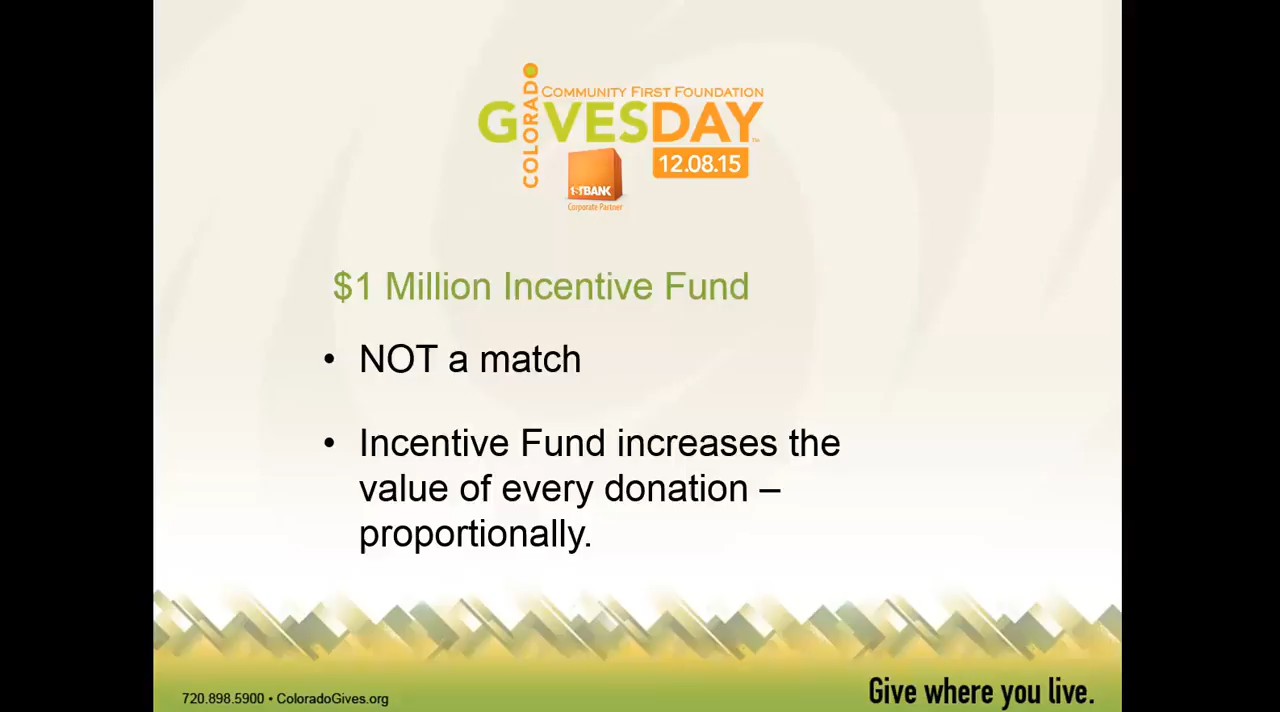 COLORADO
COMMUNITY FIRST FOUNDATION
GIVESDAY™
12.08.15
1STBANK
Corporate Partner
$1 Million Incentive Fund
• NOT a match
• Incentive Fund increases the
value of every donation –
proportionally.
720.898.5900 • ColoradoGives.org
Give where you live.